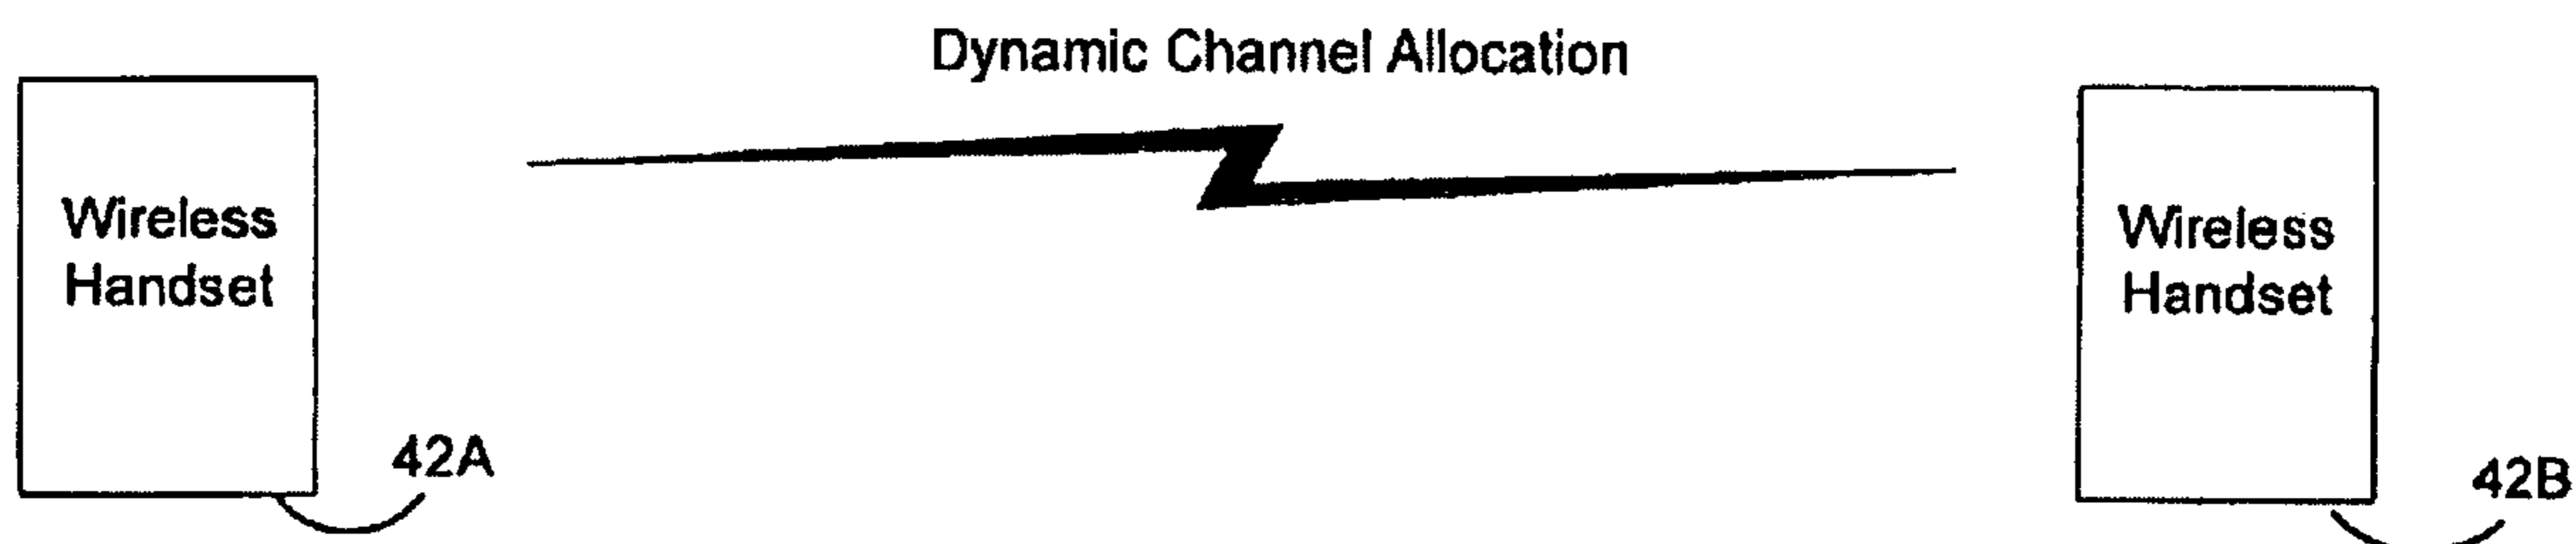 Dynamic Channel Allocation
Wireless
Handset
42A
Wireless
Handset
42B